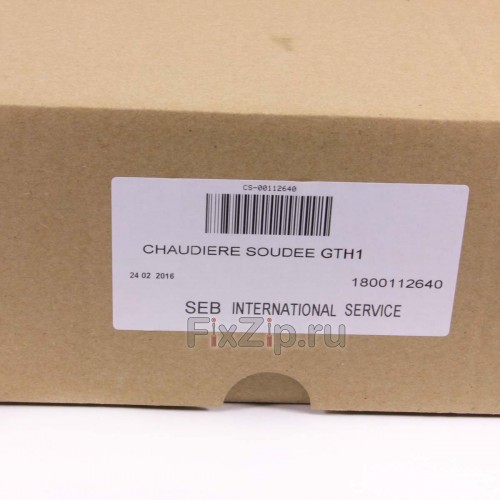 CS-00112640
CHAUDIERE SOUDEE GTH1
24 02 2016
1800112640
SEB INTERNATIONAL SERVICE
FixZip.ru